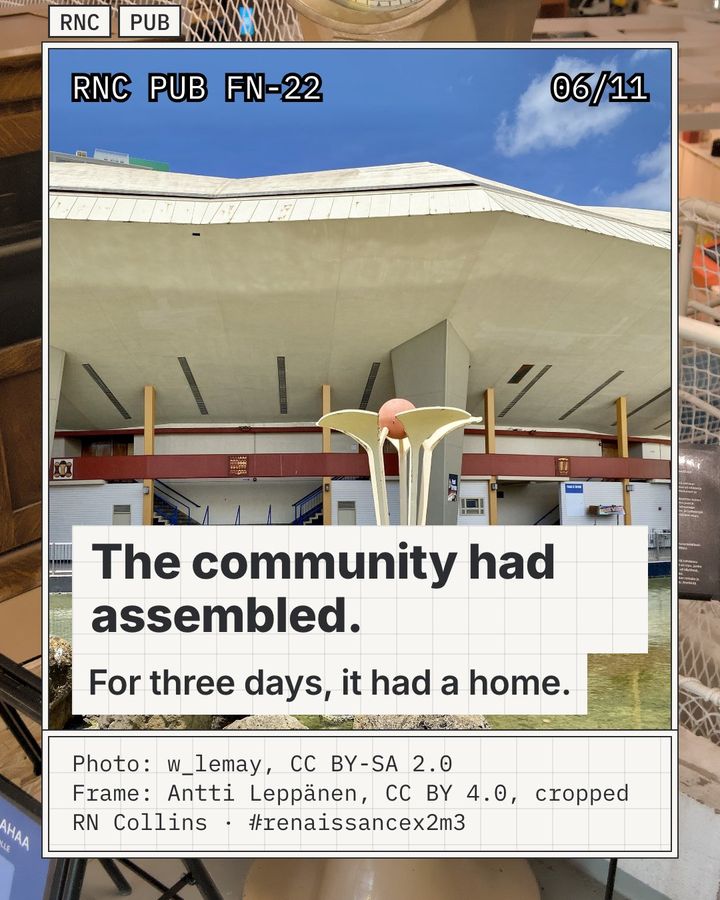 RNC PUB
RNC PUB FN-22 06/11
The community had
assembled.
For three days, it had a home.
Photo: w_lemay, CC BY-SA 2.0
Frame: Antti Leppänen, CC BY 4.0, cropped
RN Collins · #renaissancex2m3
AHAA